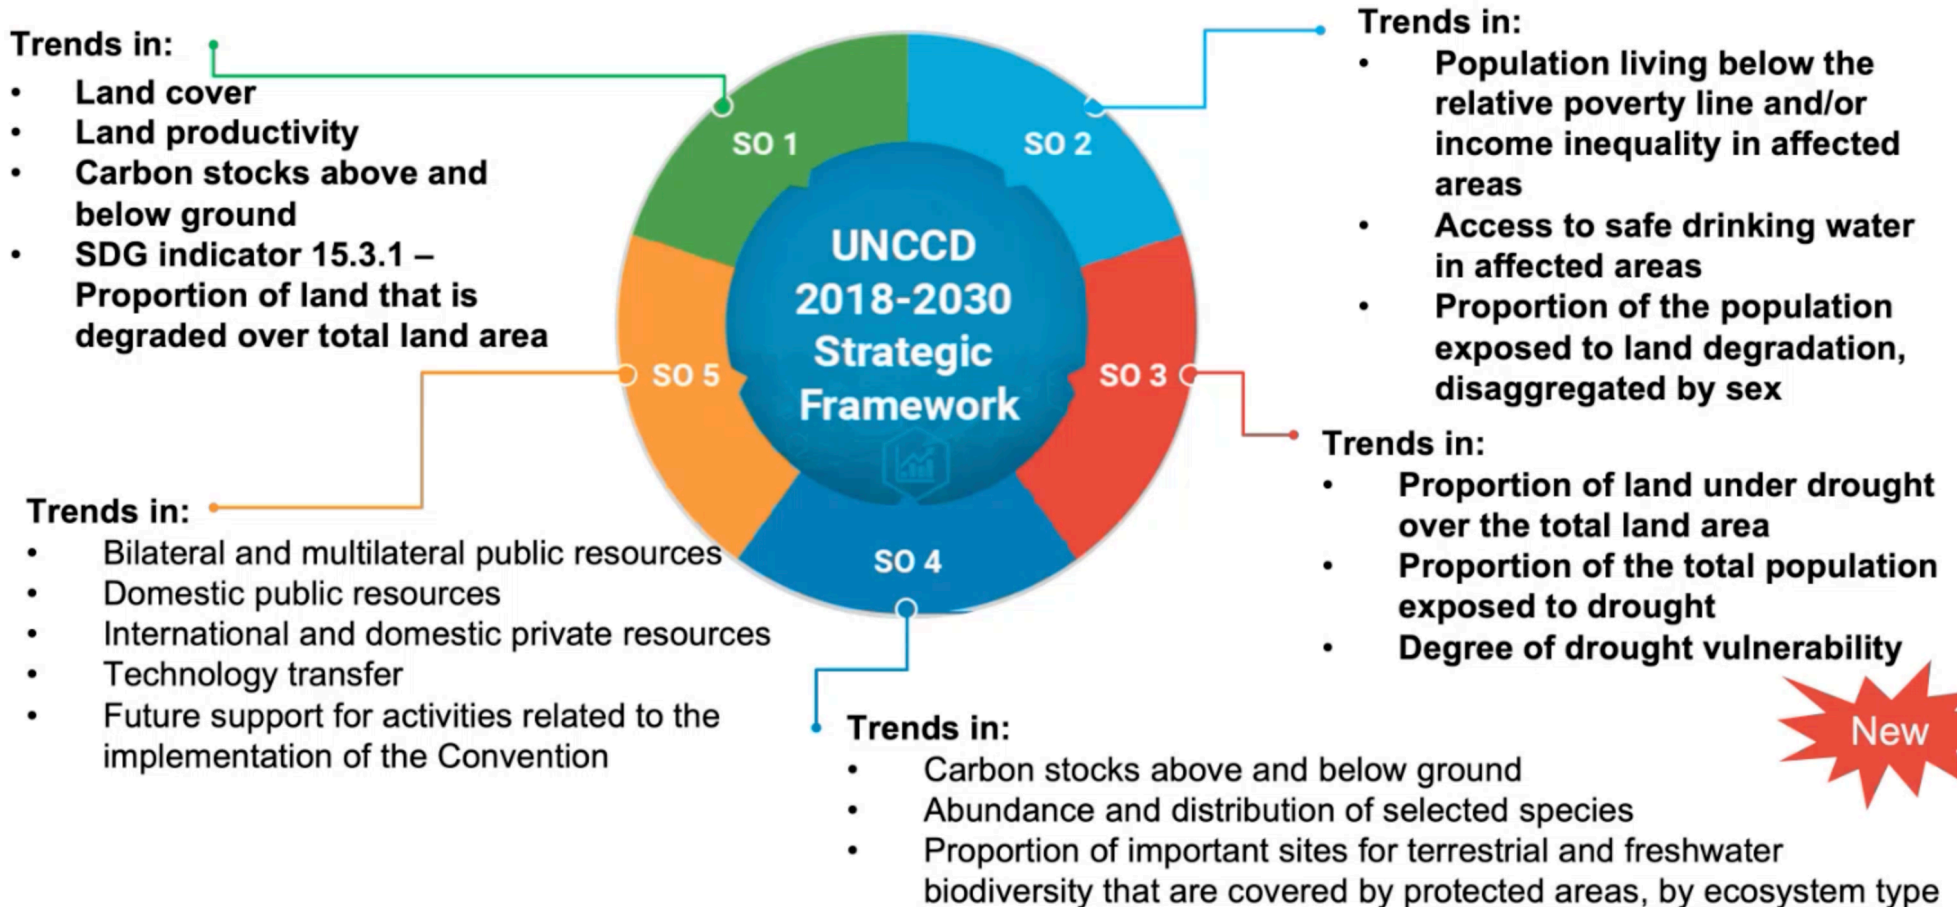 Trends in:
• Land cover
• Land productivity
• Carbon stocks above and
below ground
• SDG indicator 15.3.1 –
Proportion of land that is
degraded over total land area
SO 1
SO 2
SO 3
SO 4
SO 5
UNCCD
2018-2030
Strategic
Framework
Trends in:
• Population living below the
relative poverty line and/or
income inequality in affected
areas
• Access to safe drinking water
in affected areas
• Proportion of the population
exposed to land degradation,
disaggregated by sex
Trends in:
• Proportion of land under drought
over the total land area
• Proportion of the total population
exposed to drought
• Degree of drought vulnerability
New
Trends in:
• Carbon stocks above and below ground
• Abundance and distribution of selected species
• Proportion of important sites for terrestrial and freshwater
biodiversity that are covered by protected areas, by ecosystem type
Trends in:
• Bilateral and multilateral public resources
• Domestic public resources
• International and domestic private resources
• Technology transfer
• Future support for activities related to the
implementation of the Convention